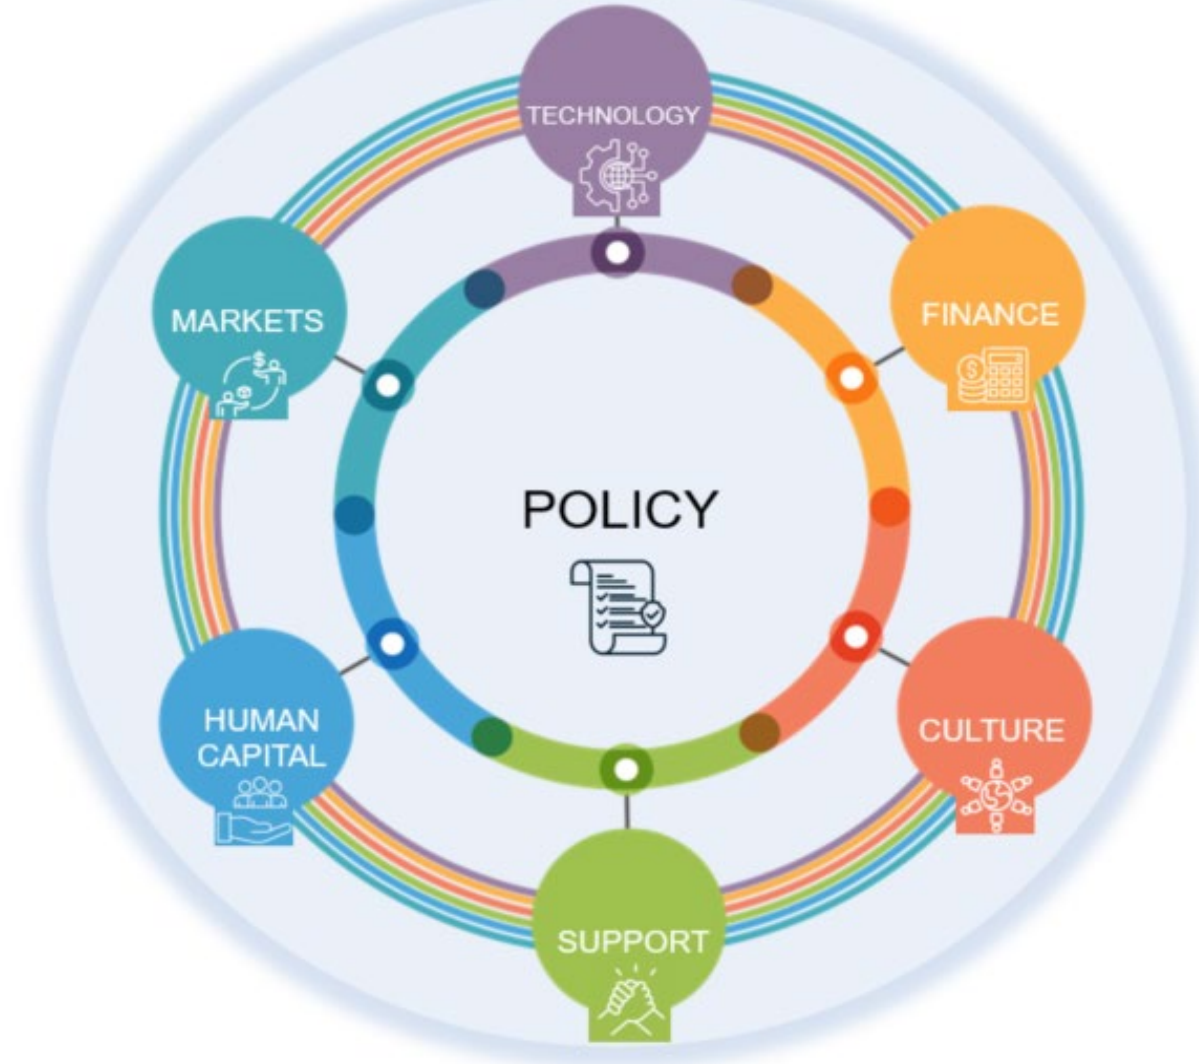 TECHNOLOGY
FINANCE
MARKETS
POLICY
HUMAN
CAPITAL
CULTURE
SUPPORT